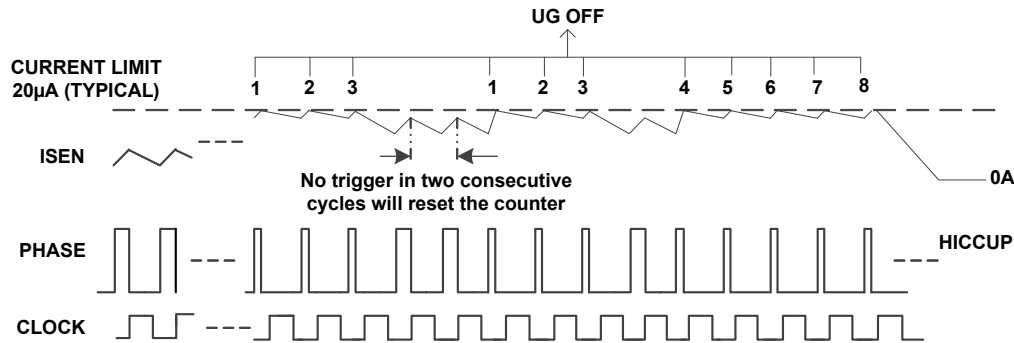 UG OFF
CURRENT LIMIT
20µA (TYPICAL)
1 2 3 1 2 3 4 5 6 7 8
ISEN
0A
No trigger in two consecutive
cycles will reset the counter
PHASE
HICCUP
CLOCK